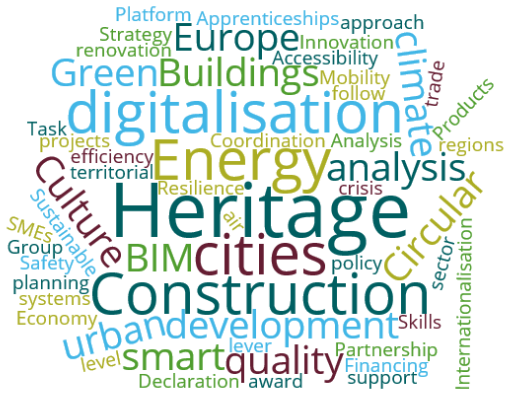 Platform
Apprenticeships
approach
Strategy
Europe
Innovation
renovation
Accessibility
Green
Buildings
Mobility
climate
trade
follow
Products
digitalisation
Task
projects
Coordination
Analysis
regions
efficiency
Energy
analysis
territorial
Culture
Resilience
crisis
Circular
Sustainable
Heritage
air
SMEs
Group
BIM
cities
policy
sector
Safety
planning
Construction
systems
Economy
urban
development
Skills
Internationalisation
level
smart
lever
quality
Partnership
Financing
Declaration
award
support